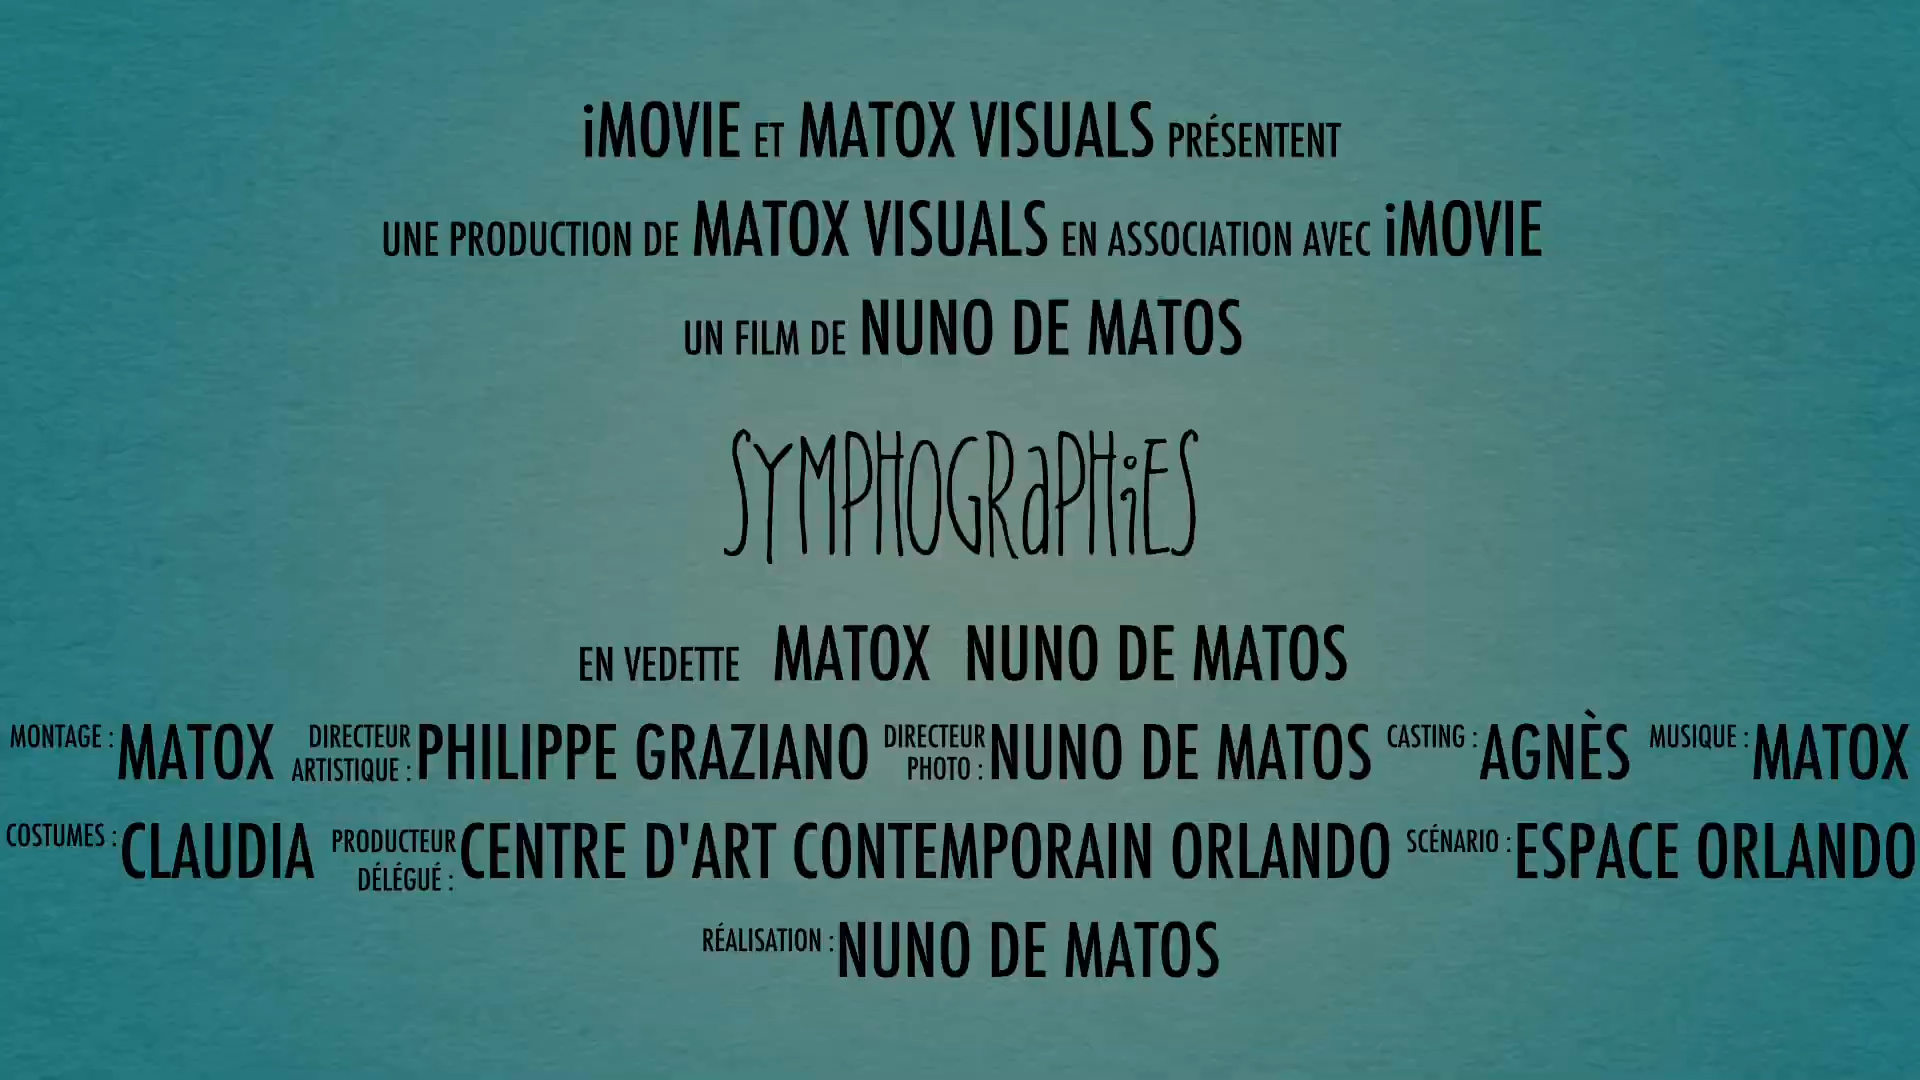 iMOVIE ET MATOX VISUALS PRÉSENTENT
UNE PRODUCTION DE MATOX VISUALS EN ASSOCIATION AVEC iMOVIE
UN FILM DE NUNO DE MATOS
SYMPHOGRaPHiES
EN VEDETTE MATOX NUNO DE MATOS
MONTAGE : MATOX DIRECTEUR ARTISTIQUE : PHILIPPE GRAZIANO DIRECTEUR PHOTO : NUNO DE MATOS CASTING : AGNÈS MUSIQUE : MATOX
COSTUMES : CLAUDIA PRODUCTEUR DÉLÉGUÉ : CENTRE D'ART CONTEMPORAIN ORLANDO SCÉNARIO : ESPACE ORLANDO
RÉALISATION : NUNO DE MATOS